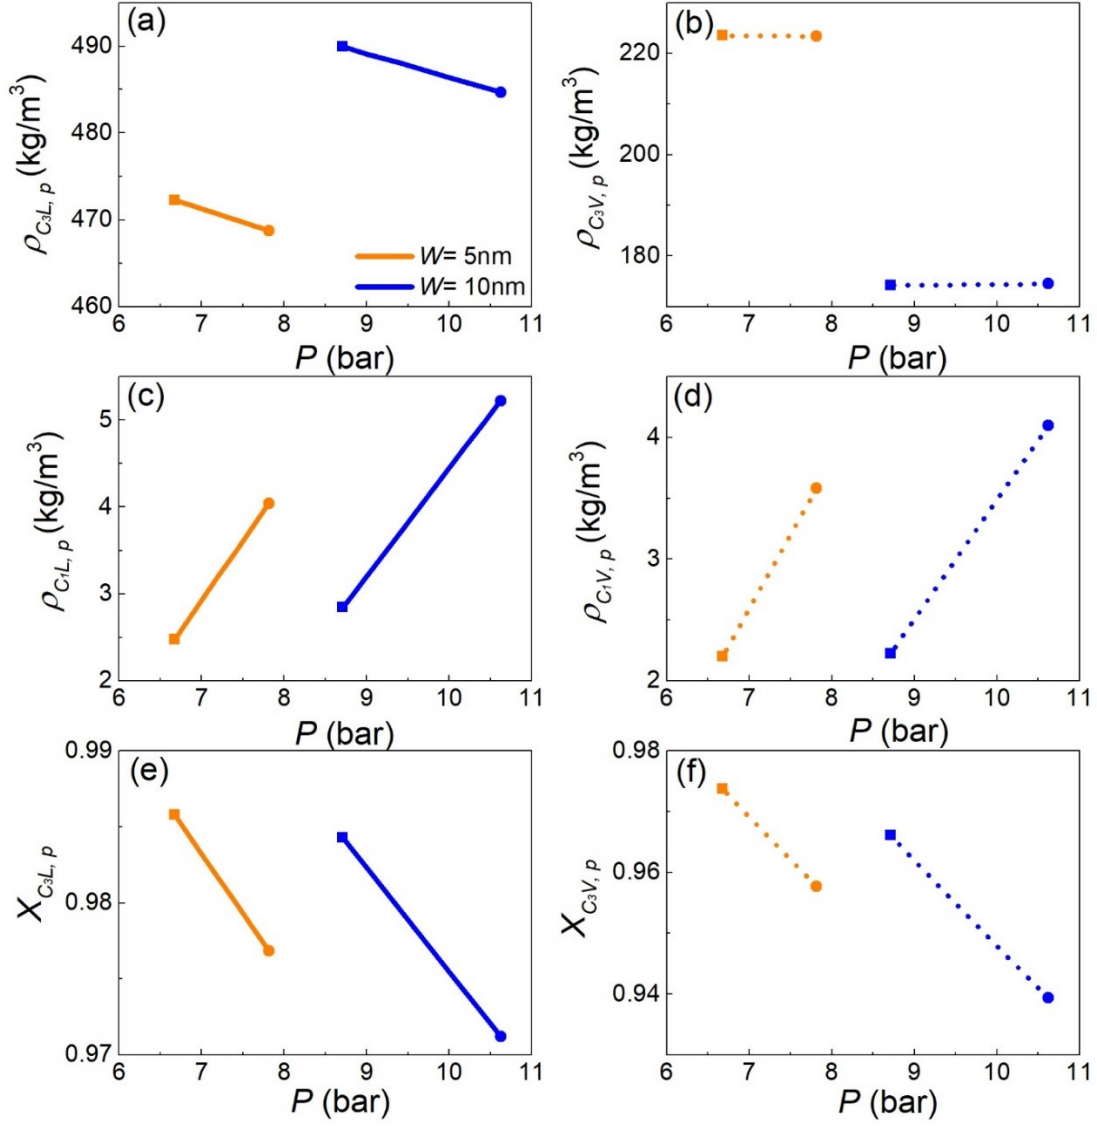 (a)
ρC₃L, p (kg/m³)
490
480
470
460
6 7 8 9 10 11
P (bar)
W= 5nm
W= 10nm
(b)
ρC₃V, p (kg/m³)
220
200
180
6 7 8 9 10 11
P (bar)
(c)
ρC₁L, p (kg/m³)
5
4
3
2
6 7 8 9 10 11
P (bar)
(d)
ρC₁V, p (kg/m³)
4
3
2
6 7 8 9 10 11
P (bar)
(e)
XC₃L, p
0.99
0.98
0.97
6 7 8 9 10 11
P (bar)
(f)
XC₃V, p
0.98
0.96
0.94
6 7 8 9 10 11
P (bar)